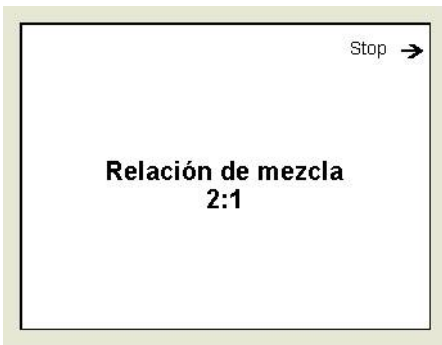 Stop →
Relación de mezcla
2:1